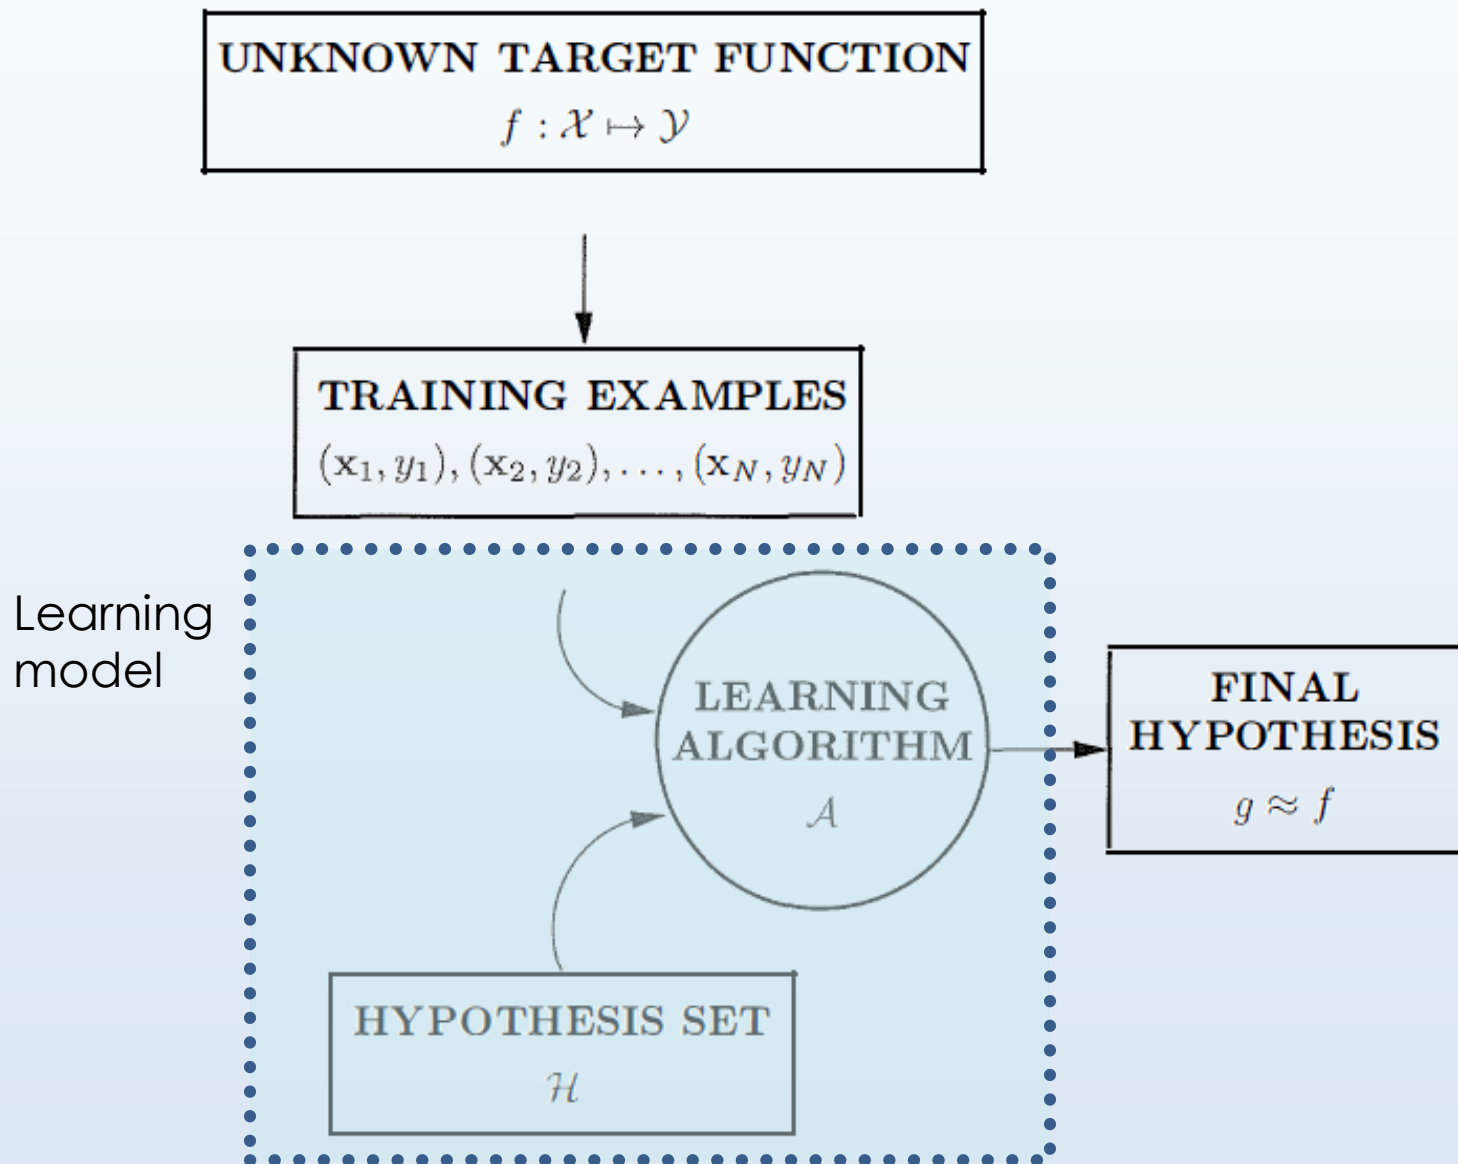 UNKNOWN TARGET FUNCTION
f : 𝒳 ↦ 𝒴
TRAINING EXAMPLES
(x₁, y₁), (x₂, y₂), . . . , (x_N, y_N)
Learning
model
LEARNING
ALGORITHM
𝒜
FINAL
HYPOTHESIS
g ≈ f
HYPOTHESIS SET
ℋ